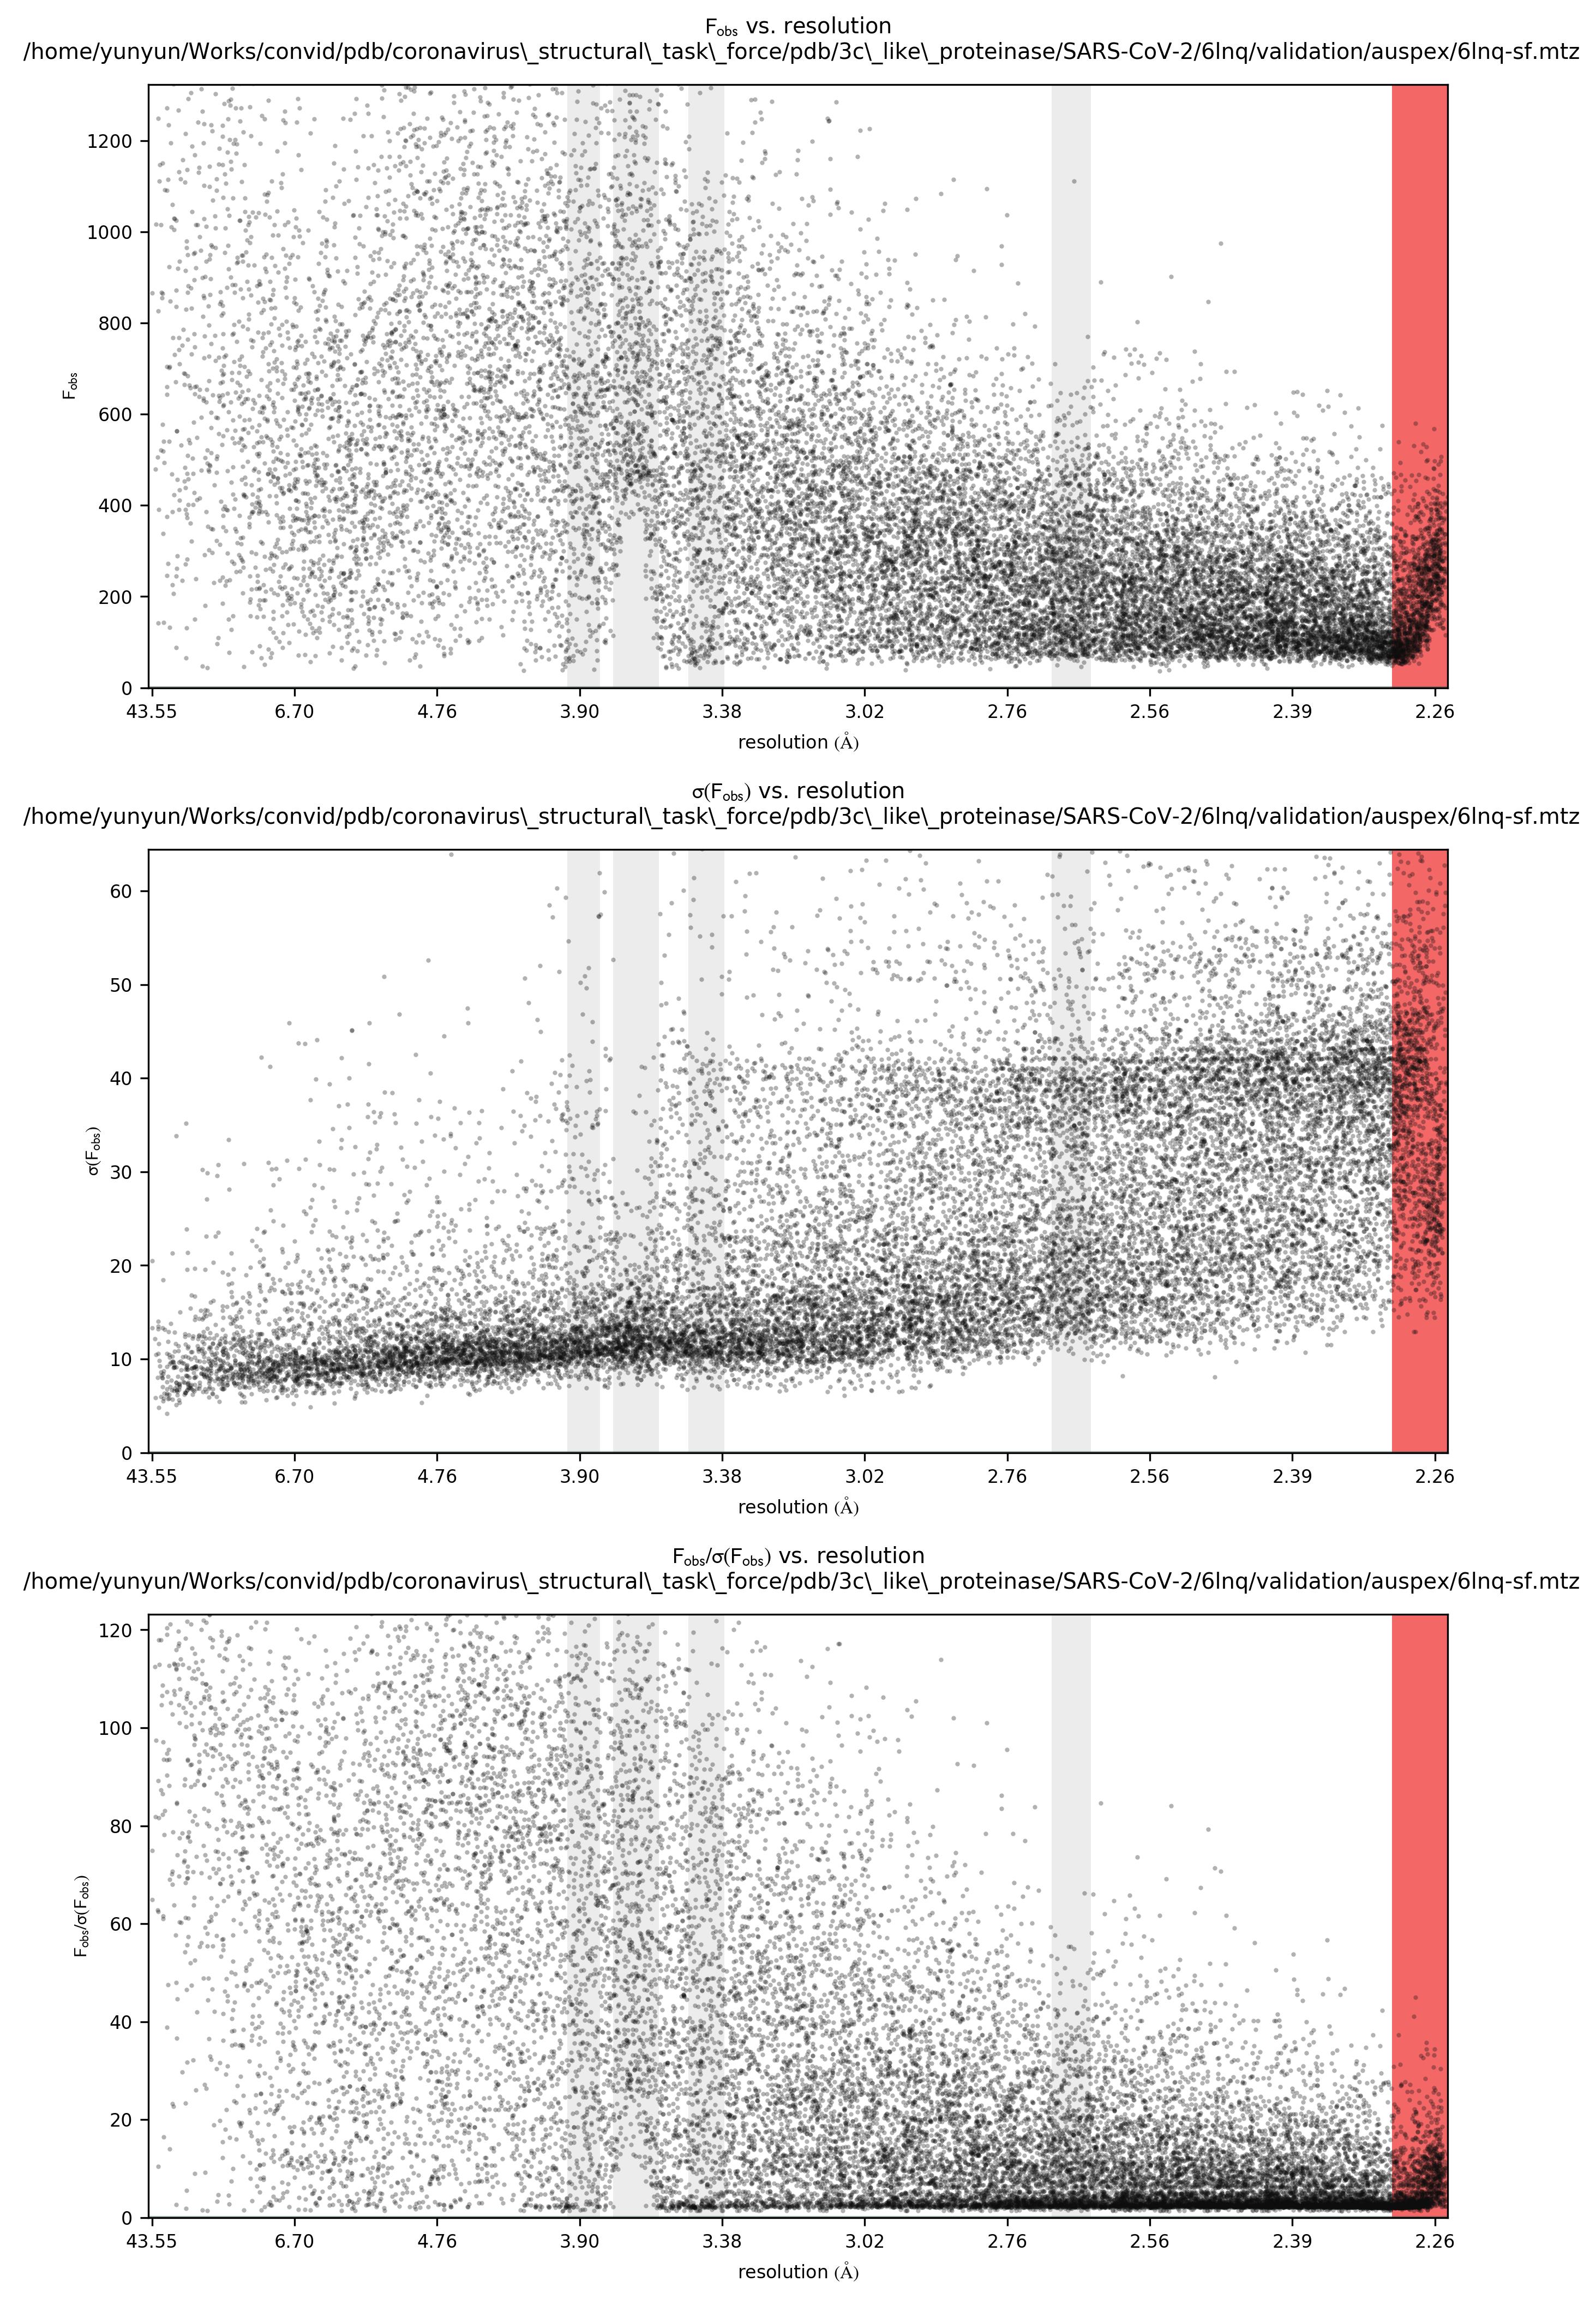 Fobs vs. resolution
/home/yunyun/Works/convid/pdb/coronavirus\_structural\_task\_force/pdb/3c\_like\_proteinase/SARS-CoV-2/6lnq/validation/auspex/6lnq-sf.mtz
1200
1000
800
600
400
200
0
Fobs
43.55 6.70 4.76 3.90 3.38 3.02 2.76 2.56 2.39 2.26
resolution (Å)
σ(Fobs) vs. resolution
/home/yunyun/Works/convid/pdb/coronavirus\_structural\_task\_force/pdb/3c\_like\_proteinase/SARS-CoV-2/6lnq/validation/auspex/6lnq-sf.mtz
60
50
40
30
20
10
0
σ(Fobs)
43.55 6.70 4.76 3.90 3.38 3.02 2.76 2.56 2.39 2.26
resolution (Å)
Fobs/σ(Fobs) vs. resolution
/home/yunyun/Works/convid/pdb/coronavirus\_structural\_task\_force/pdb/3c\_like\_proteinase/SARS-CoV-2/6lnq/validation/auspex/6lnq-sf.mtz
120
100
80
60
40
20
0
Fobs/σ(Fobs)
43.55 6.70 4.76 3.90 3.38 3.02 2.76 2.56 2.39 2.26
resolution (Å)